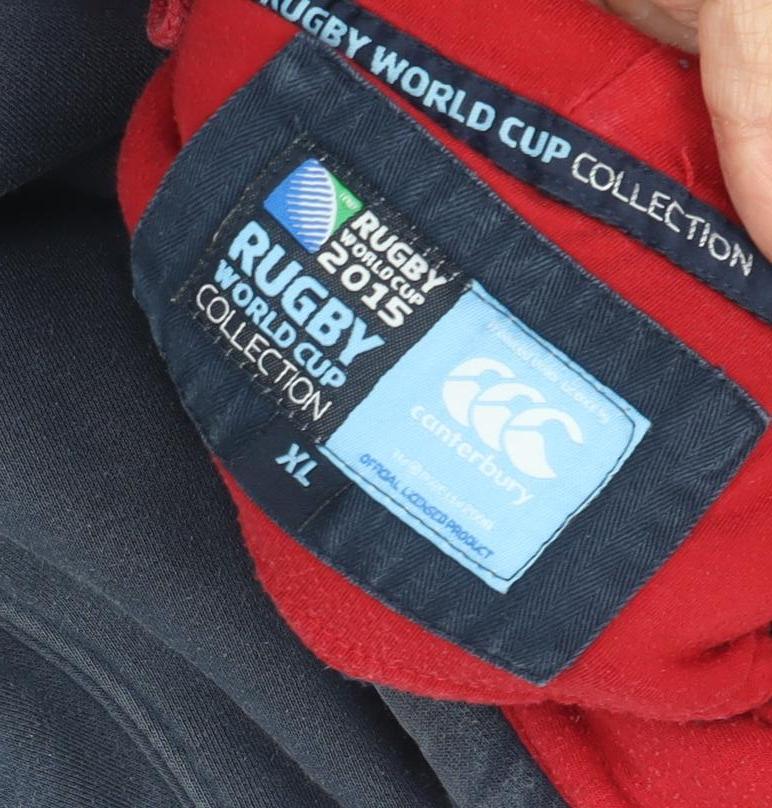 RUGBY WORLD CUP COLLECTION
RUGBY
WORLD CUP
2015
RUGBY
WORLD CUP
COLLECTION
XL
canterbury
OFFICIAL LICENSED PRODUCT